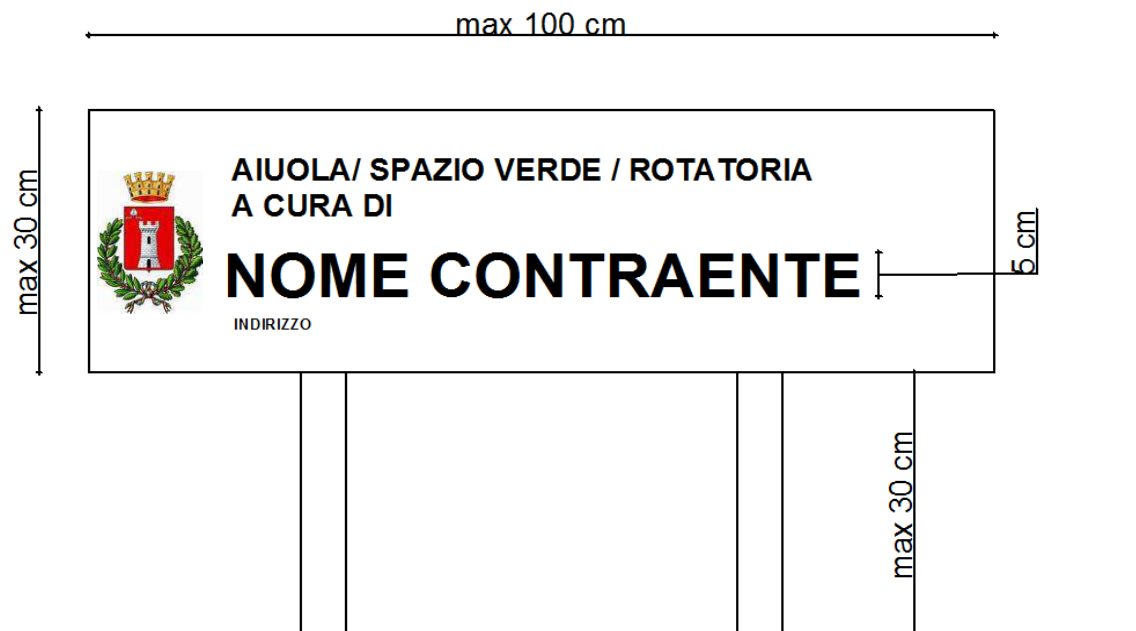 max 100 cm
max 30 cm
AIUOLA/ SPAZIO VERDE / ROTATORIA
A CURA DI
NOME CONTRAENTE
5 cm
INDIRIZZO
max 30 cm